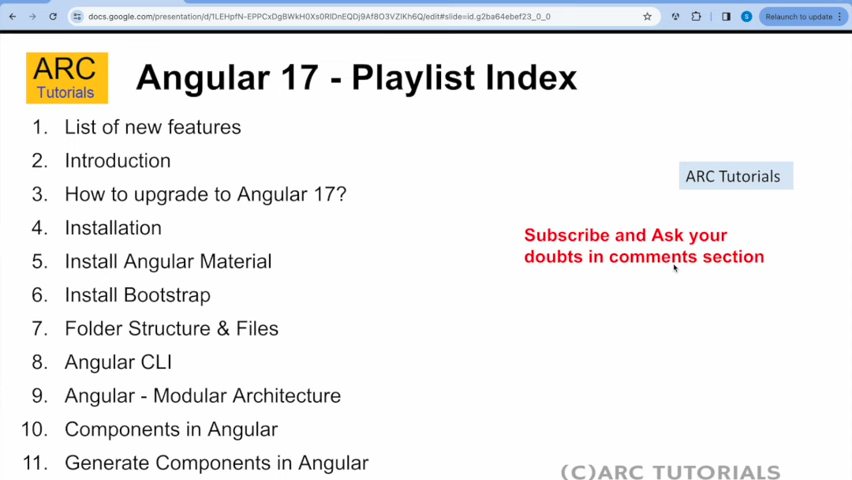 docs.google.com/presentation/d/1LEHpfN-EPPCxDgBWkH0Xs0RlDnEQDj9Af8O3VZlKh6Q/edit#slide=id.g2ba64ebef23_0_0
S
Relaunch to update
ARC
Tutorials
Angular 17 - Playlist Index
1. List of new features
2. Introduction
3. How to upgrade to Angular 17?
4. Installation
5. Install Angular Material
6. Install Bootstrap
7. Folder Structure & Files
8. Angular CLI
9. Angular - Modular Architecture
10. Components in Angular
11. Generate Components in Angular
ARC Tutorials
Subscribe and Ask your
doubts in comments section
(C)ARC TUTORIALS